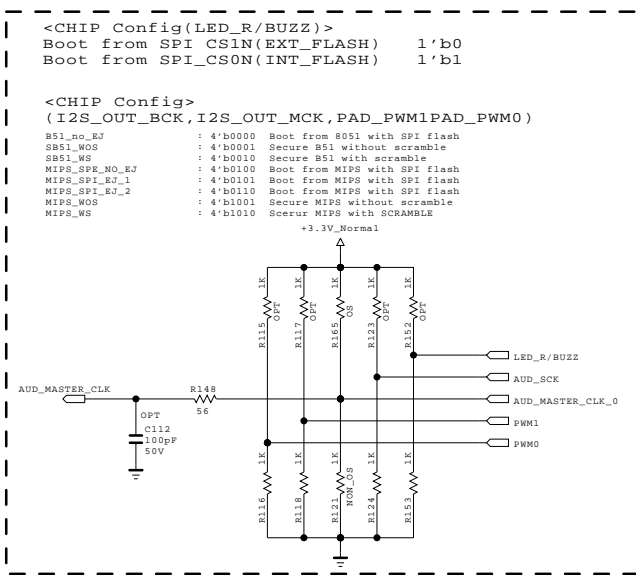 <CHIP Config(LED_R/BUZZ)>
Boot from SPI CS1N(EXT_FLASH) 1'b0
Boot from SPI_CS0N(INT_FLASH) 1'b1
<CHIP Config>
(I2S_OUT_BCK,I2S_OUT_MCK,PAD_PWM1PAD_PWM0)
B51_no_EJ : 4'b0000 Boot from 8051 with SPI flash
SB51_WOS : 4'b0001 Secure B51 without scramble
SB51_WS : 4'b0010 Secure B51 with scramble
MIPS_SPE_NO_EJ : 4'b0100 Boot from MIPS with SPI flash
MIPS_SPI_EJ_1 : 4'b0101 Boot from MIPS with SPI flash
MIPS_SPI_EJ_2 : 4'b0110 Boot from MIPS with SPI flash
MIPS_WOS : 4'b1001 Secure MIPS without scramble
MIPS_WS : 4'b1010 Scerur MIPS with SCRAMBLE
+3.3V_Normal
1K 1K 1K 1K 1K
OPT OPT OS OPT OPT
R115 R117 R165 R123 R152
LED_R/BUZZ
AUD_SCK
AUD_MASTER_CLK R148 AUD_MASTER_CLK_0
56
OPT
C112
100pF
50V
PWM1
PWM0
1K 1K 1K 1K 1K
NON_OS
R116 R118 R121 R124 R153